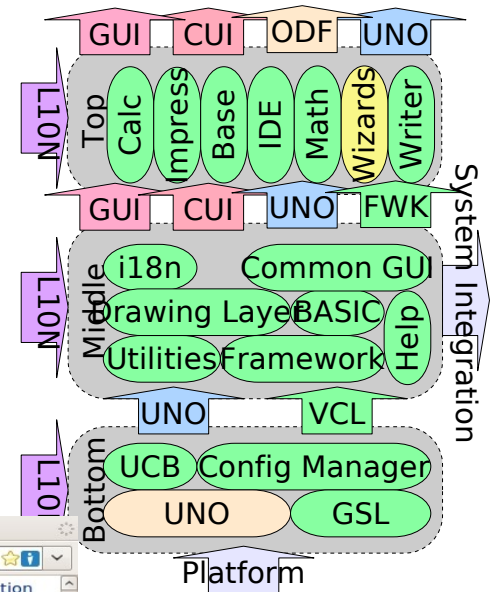 GUI CUI ODF UNO
L10N
Top
Calc
Impress
Base
IDE
Math
Wizards
Writer
GUI CUI UNO FWK
System Integration
L10N
Middle
i18n Common GUI
Drawing Layer BASIC
Help
Utilities Framework
UNO VCL
Bottom
UCB Config Manager
UNO GSL
Platform